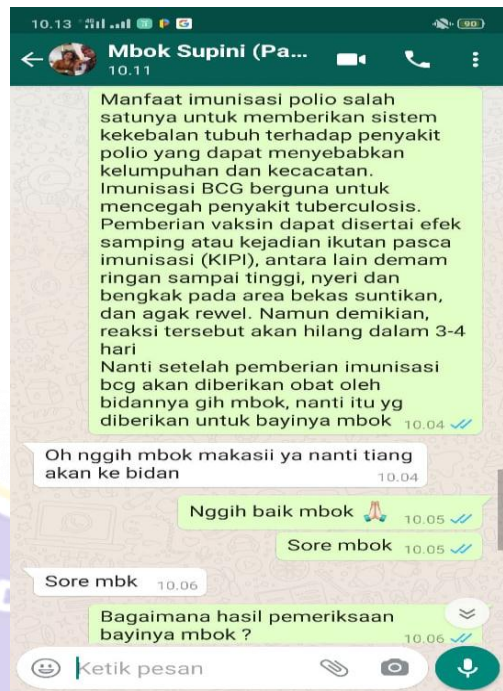 10.13
90
Mbok Supini (Pa...
10.11
Manfaat imunisasi polio salah
satunya untuk memberikan sistem
kekebalan tubuh terhadap penyakit
polio yang dapat menyebabkan
kelumpuhan dan kecacatan.
Imunisasi BCG berguna untuk
mencegah penyakit tuberculosis.
Pemberian vaksin dapat disertai efek
samping atau kejadian ikutan pasca
imunisasi (KIPI), antara lain demam
ringan sampai tinggi, nyeri dan
bengkak pada area bekas suntikan,
dan agak rewel. Namun demikian,
reaksi tersebut akan hilang dalam 3-4
hari
Nanti setelah pemberian imunisasi
bcg akan diberikan obat oleh
bidannya gih mbok, nanti itu yg
diberikan untuk bayinya mbok 10.04
Oh nggih mbok makasii ya nanti tiang
akan ke bidan 10.04
Nggih baik mbok 🙏🏻 10.05
Sore mbok 10.05
Sore mbk 10.06
Bagaimana hasil pemeriksaan
bayinya mbok ? 10.06
Ketik pesan